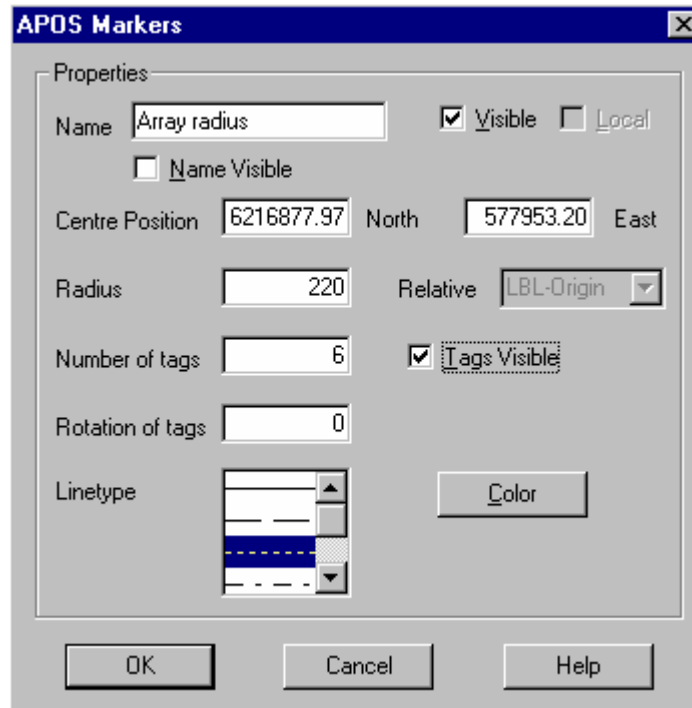 APOS Markers
Properties
Name Array radius Visible Local
Name Visible
Centre Position 6216877.97 North 577953.20 East
Radius 220 Relative LBL-Origin
Number of tags 6 Tags Visible
Rotation of tags 0
Linetype Color
OK Cancel Help